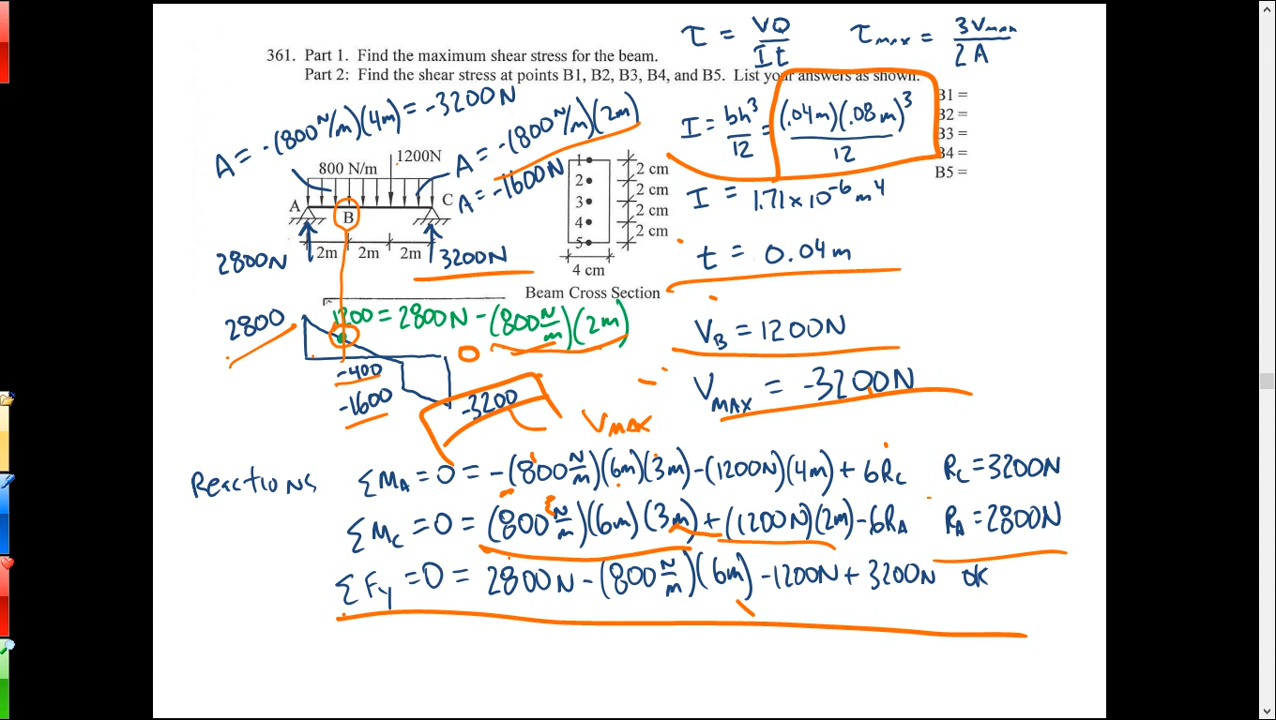 τ = VQ / It
τmax = 3Vmax / 2A
361. Part 1. Find the maximum shear stress for the beam.
Part 2: Find the shear stress at points B1, B2, B3, B4, and B5. List your answers as shown.
B1 =
B2 =
B3 =
B4 =
B5 =
A = -(800 N/m)(4m) = -3200N
A = -(800 N/m)(2m)
A = -1600N
I = bh³/12 = (.04m)(.08m)³ / 12
I = 1.71 x 10⁻⁶ m⁴
800 N/m
1200N
A
B
C
2m
2m
2m
2800N
3200N
1
2
3
4
5
2 cm
2 cm
2 cm
2 cm
4 cm
Beam Cross Section
t = 0.04m
2800
1200 = 2800N - (800 N/m)(2m)
-400
-1600
-3200
VMAX
VB = 1200N
VMAX = -3200N
Reactions
ΣMA = 0 = -(800 N/m)(6m)(3m) - (1200N)(4m) + 6Rc
Rc = 3200N
ΣMc = 0 = (800 N/m)(6m)(3m) + (1200N)(2m) - 6RA
RA = 2800N
ΣFy = 0 = 2800N - (800 N/m)(6m) - 1200N + 3200N ok